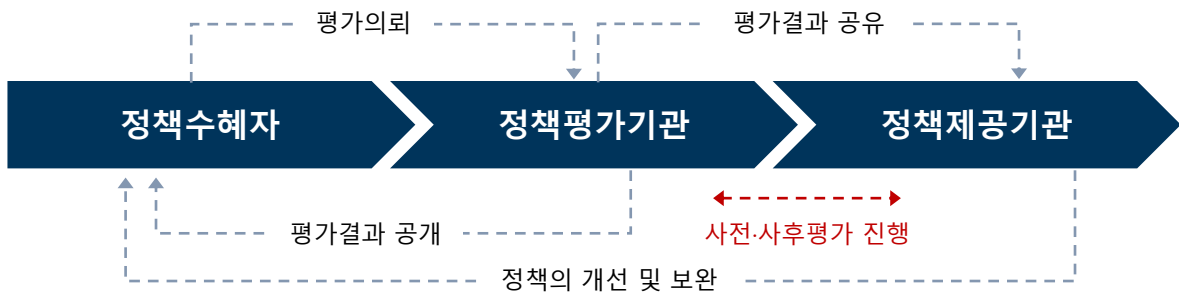 평가의뢰
평가결과 공유
정책수혜자
정책평가기관
정책제공기관
평가결과 공개
사전·사후평가 진행
정책의 개선 및 보완